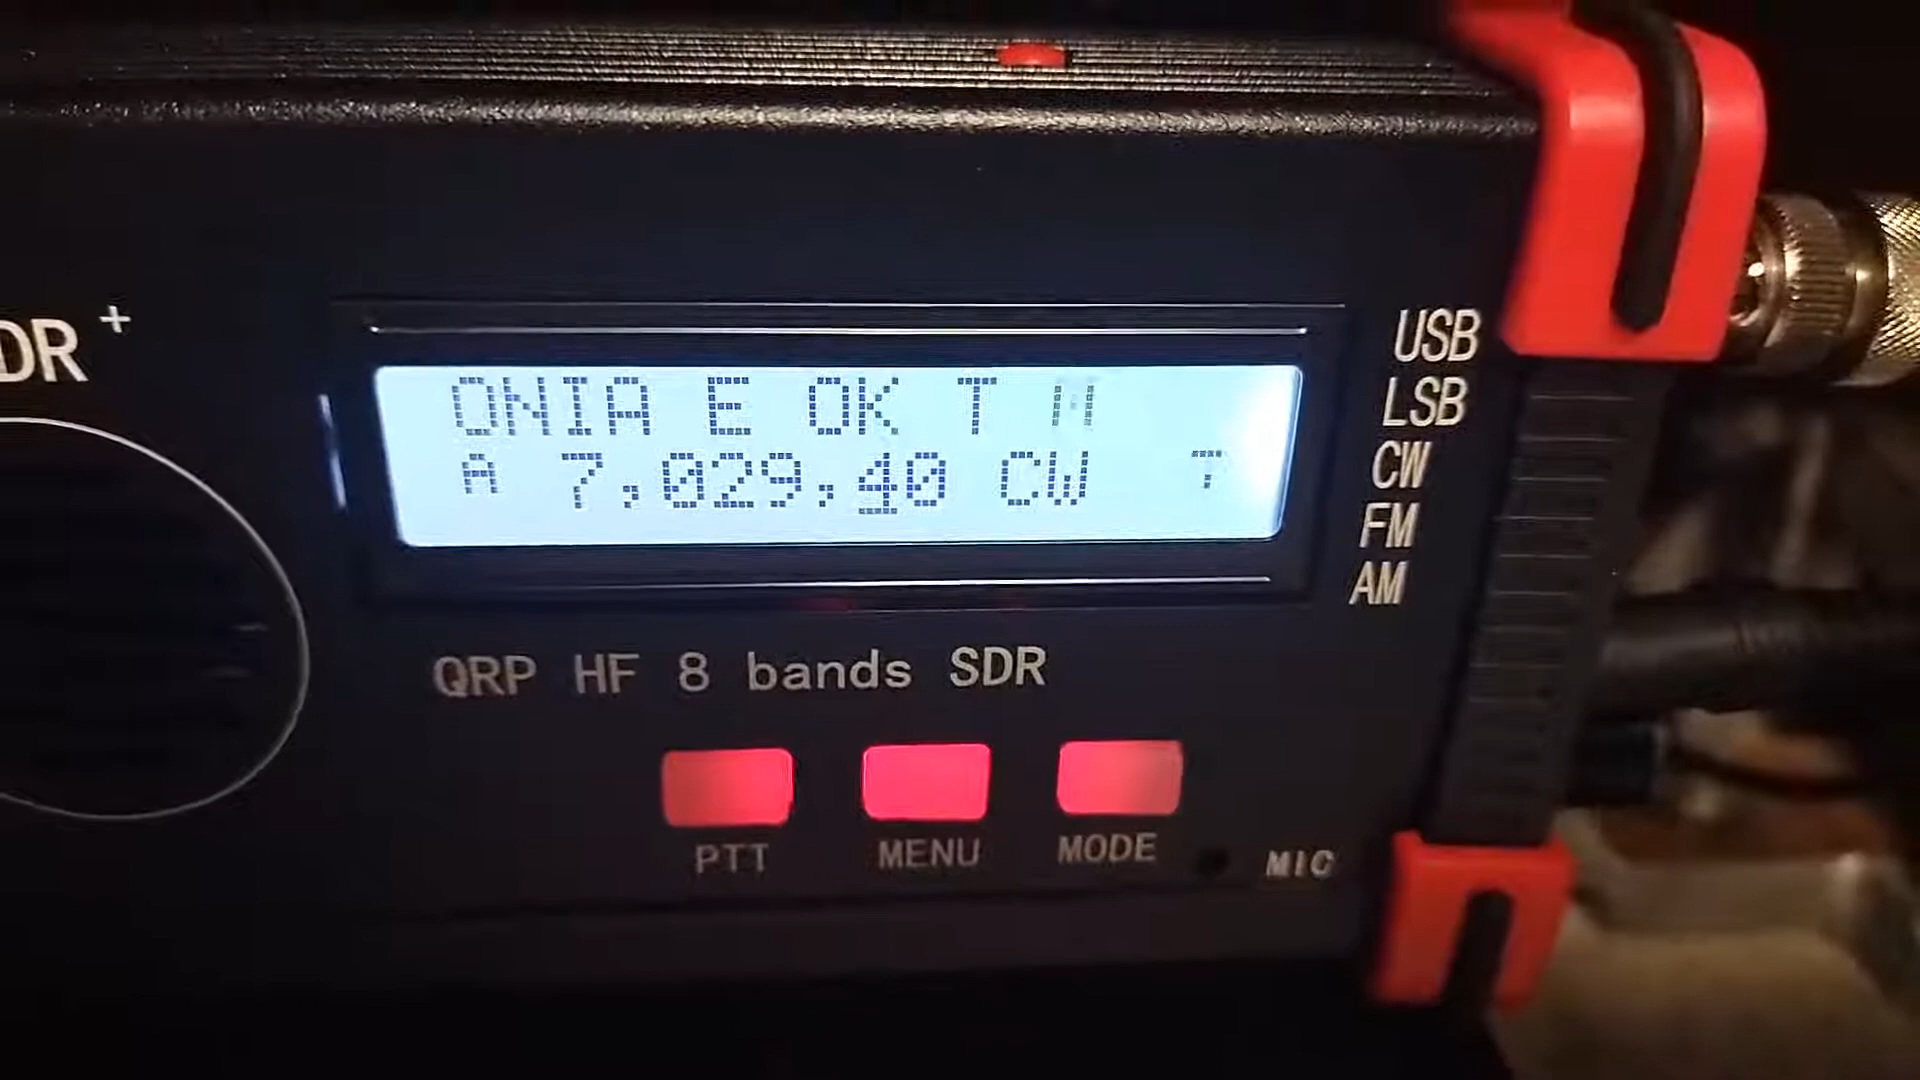 DR +
ONIA E OK T
A 7,029,40 CW
USB
LSB
CW
FM
AM
QRP HF 8 bands SDR
PTT MENU MODE MIC